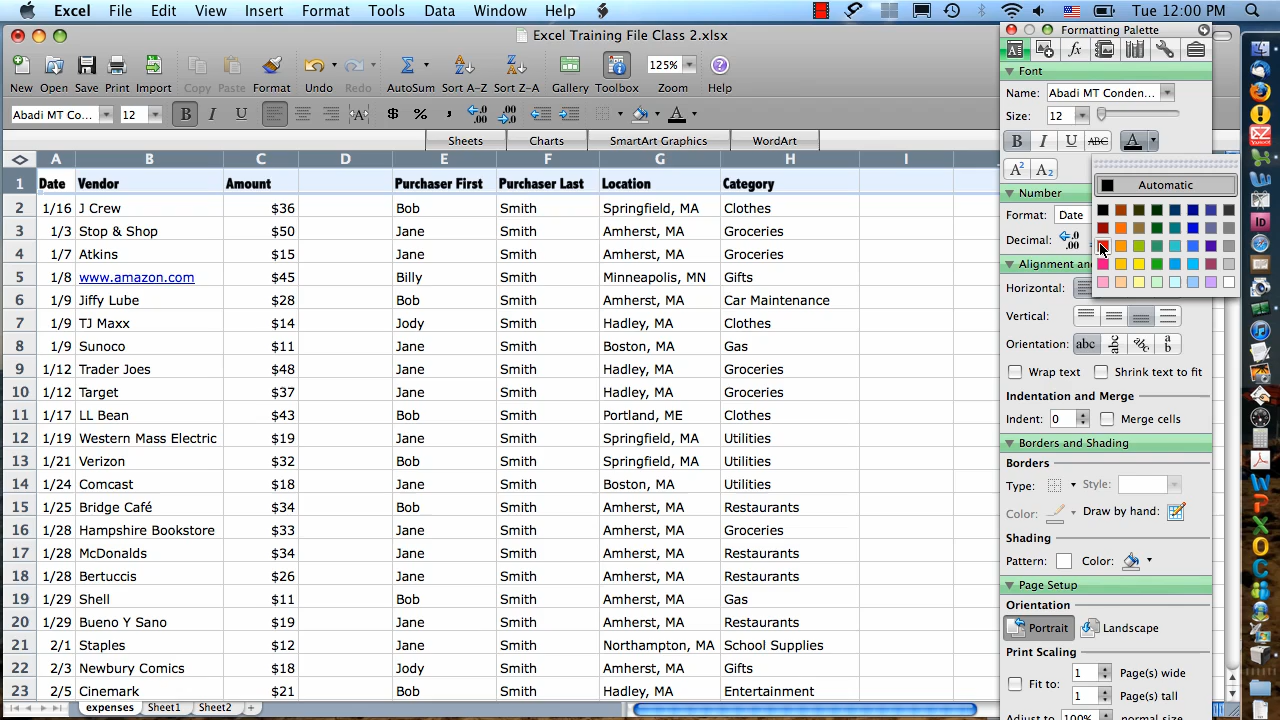 Excel File Edit View Insert Format Tools Data Window Help Tue 12:00 PM
Excel Training File Class 2.xlsx
New Open Save Print Import Copy Paste Format Undo Redo AutoSum Sort A-Z Sort Z-A Gallery Toolbox 125% Zoom Help
Abadi MT Co... 12 B I U $ % , A
Sheets Charts SmartArt Graphics WordArt
A B C D E F G H I
1 Date Vendor Amount Purchaser First Purchaser Last Location Category
2 1/16 J Crew $36 Bob Smith Springfield, MA Clothes
3 1/3 Stop & Shop $50 Jane Smith Amherst, MA Groceries
4 1/7 Atkins $15 Jane Smith Amherst, MA Groceries
5 1/8 www.amazon.com $45 Billy Smith Minneapolis, MN Gifts
6 1/9 Jiffy Lube $28 Bob Smith Amherst, MA Car Maintenance
7 1/9 TJ Maxx $14 Jody Smith Hadley, MA Clothes
8 1/9 Sunoco $11 Jane Smith Boston, MA Gas
9 1/12 Trader Joes $48 Jane Smith Hadley, MA Groceries
10 1/12 Target $37 Jane Smith Hadley, MA Groceries
11 1/17 LL Bean $43 Bob Smith Portland, ME Clothes
12 1/19 Western Mass Electric $19 Jane Smith Springfield, MA Utilities
13 1/21 Verizon $32 Bob Smith Springfield, MA Utilities
14 1/24 Comcast $18 Jane Smith Boston, MA Utilities
15 1/25 Bridge Café $34 Bob Smith Amherst, MA Restaurants
16 1/28 Hampshire Bookstore $33 Jane Smith Amherst, MA Groceries
17 1/28 McDonalds $34 Jane Smith Amherst, MA Restaurants
18 1/28 Bertuccis $26 Jane Smith Amherst, MA Restaurants
19 1/29 Shell $11 Bob Smith Amherst, MA Gas
20 1/29 Bueno Y Sano $19 Jane Smith Amherst, MA Restaurants
21 2/1 Staples $12 Jane Smith Northampton, MA School Supplies
22 2/3 Newbury Comics $18 Jody Smith Amherst, MA Gifts
23 2/5 Cinemark $21 Bob Smith Hadley, MA Entertainment
expenses Sheet1 Sheet2 +
Formatting Palette
Font
Name: Abadi MT Conden...
Size: 12
B I U ABC A
A² A₂
Automatic
Number
Format: Date
Decimal: .0 .00
Alignment an
Horizontal:
Vertical:
Orientation: abc
Wrap text Shrink text to fit
Indentation and Merge
Indent: 0 Merge cells
Borders and Shading
Borders
Type: Style:
Color: Draw by hand:
Shading
Pattern: Color:
Page Setup
Orientation
Portrait Landscape
Print Scaling
Fit to: 1 Page(s) wide
1 Page(s) tall
Adjust to 100% normal size